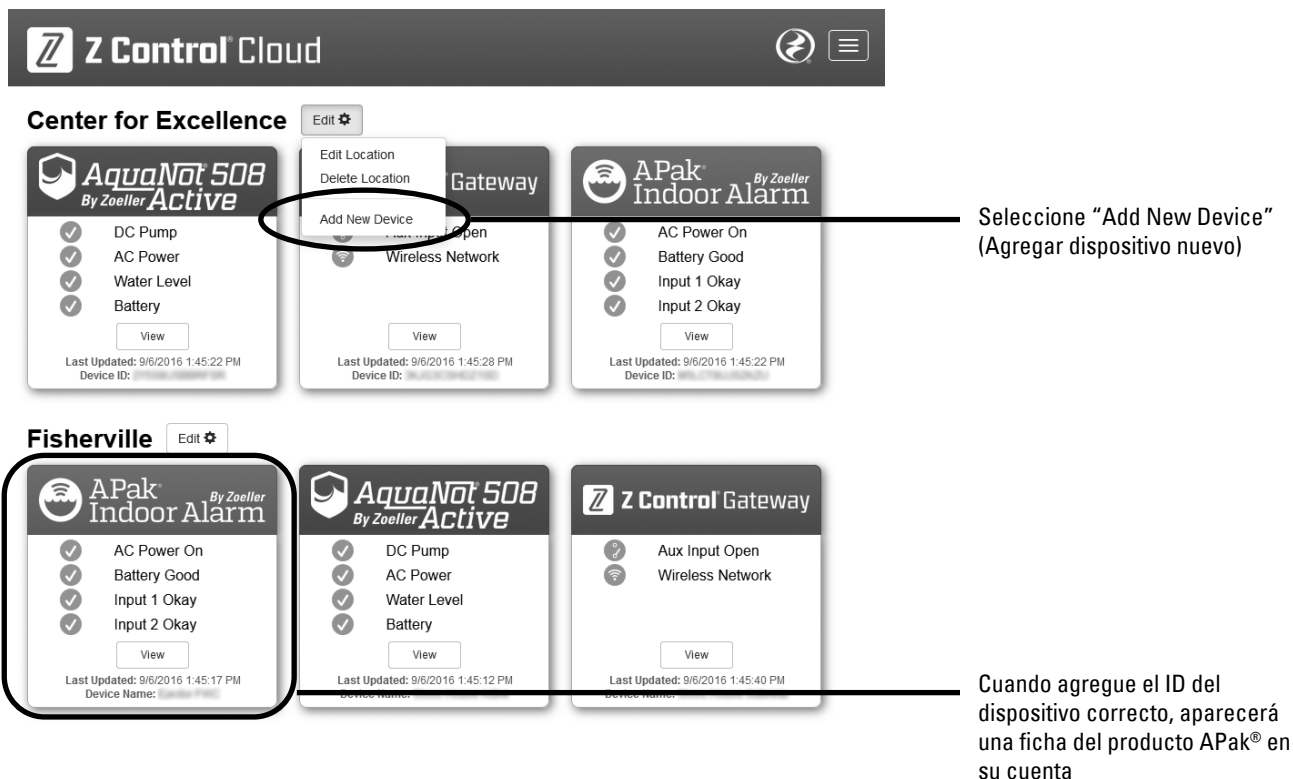 Z Control® Cloud
Center for Excellence
Edit
Edit Location
Delete Location
Add New Device
AquaNot® 508
By Zoeller Active
DC Pump
AC Power
Water Level
Battery
View
Last Updated: 9/6/2016 1:45:22 PM
Device ID:
Gateway
Aux Input Open
Wireless Network
View
Last Updated: 9/6/2016 1:45:28 PM
Device ID:
APak® By Zoeller
Indoor Alarm
AC Power On
Battery Good
Input 1 Okay
Input 2 Okay
View
Last Updated: 9/6/2016 1:45:22 PM
Device ID:
Seleccione “Add New Device”
(Agregar dispositivo nuevo)
Fisherville
Edit
APak® By Zoeller
Indoor Alarm
AC Power On
Battery Good
Input 1 Okay
Input 2 Okay
View
Last Updated: 9/6/2016 1:45:17 PM
Device Name:
AquaNot® 508
By Zoeller Active
DC Pump
AC Power
Water Level
Battery
View
Last Updated: 9/6/2016 1:45:12 PM
Device Name:
Z Control® Gateway
Aux Input Open
Wireless Network
View
Last Updated: 9/6/2016 1:45:40 PM
Device Name:
Cuando agregue el ID del
dispositivo correcto, aparecerá
una ficha del producto APak® en
su cuenta